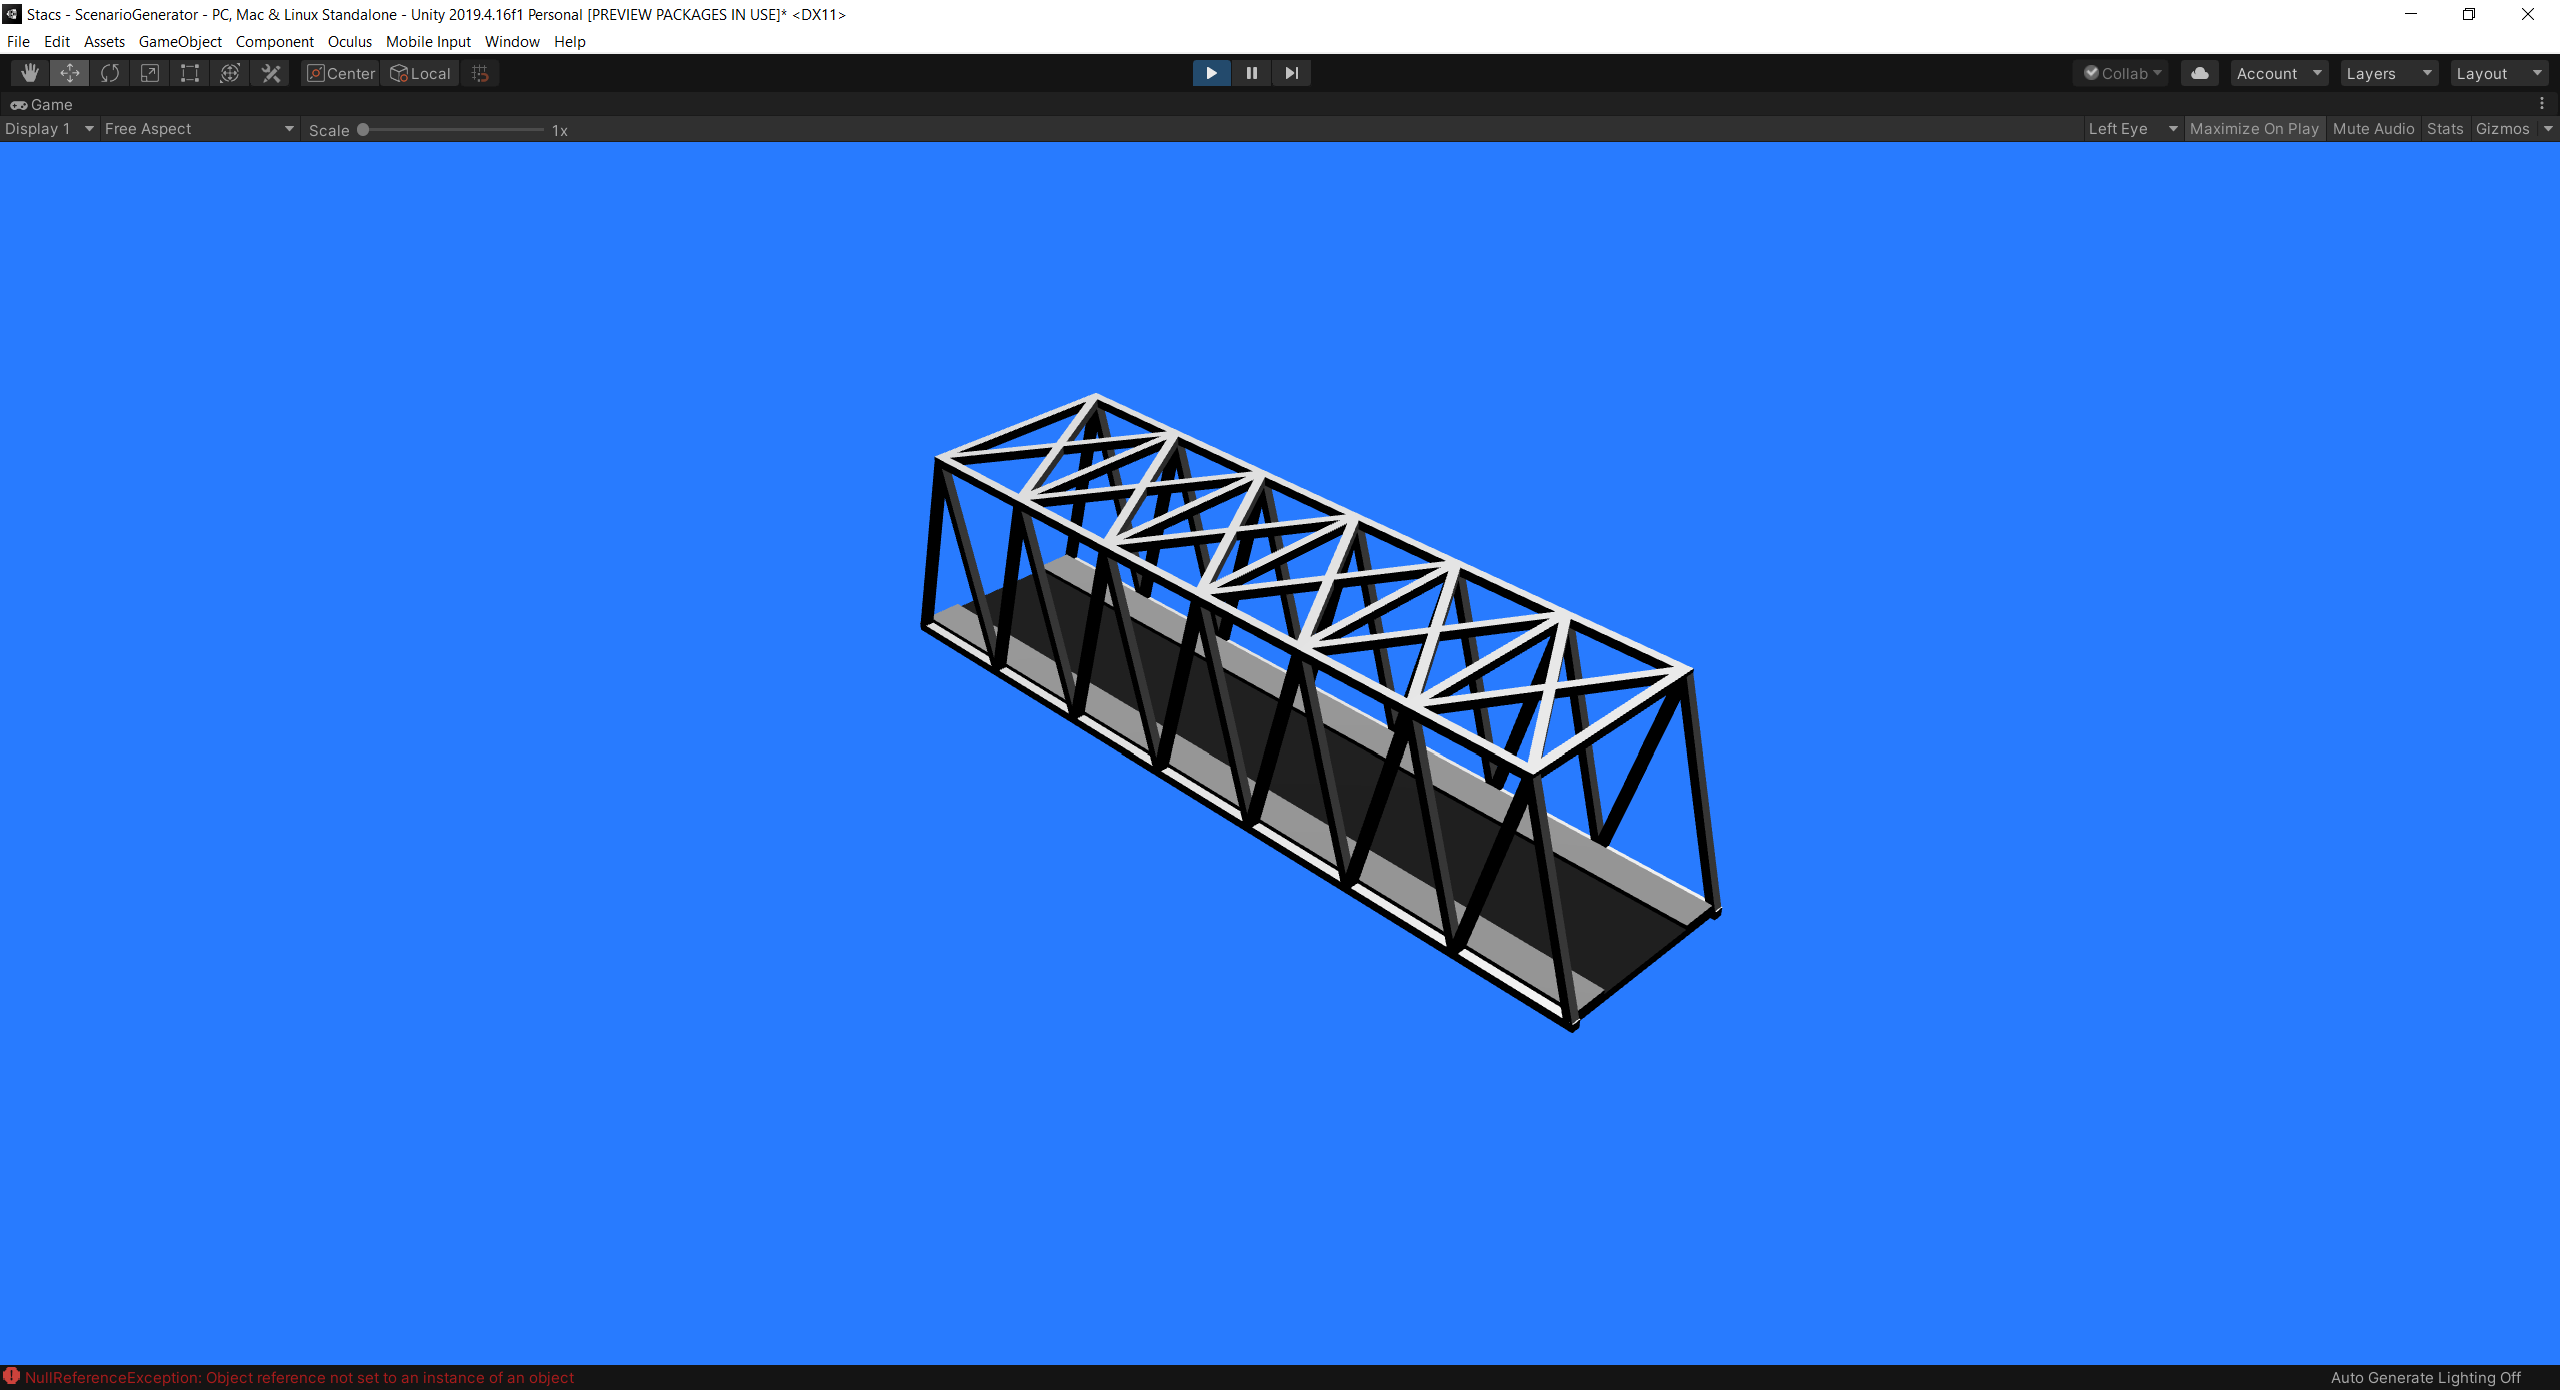 Stacs - ScenarioGenerator - PC, Mac & Linux Standalone - Unity 2019.4.16f1 Personal [PREVIEW PACKAGES IN USE]* <DX11>
File Edit Assets GameObject Component Oculus Mobile Input Window Help
Center Local Collab Account Layers Layout
Game
Display 1 Free Aspect Scale 1x Left Eye Maximize On Play Mute Audio Stats Gizmos
NullReferenceException: Object reference not set to an instance of an object Auto Generate Lighting Off